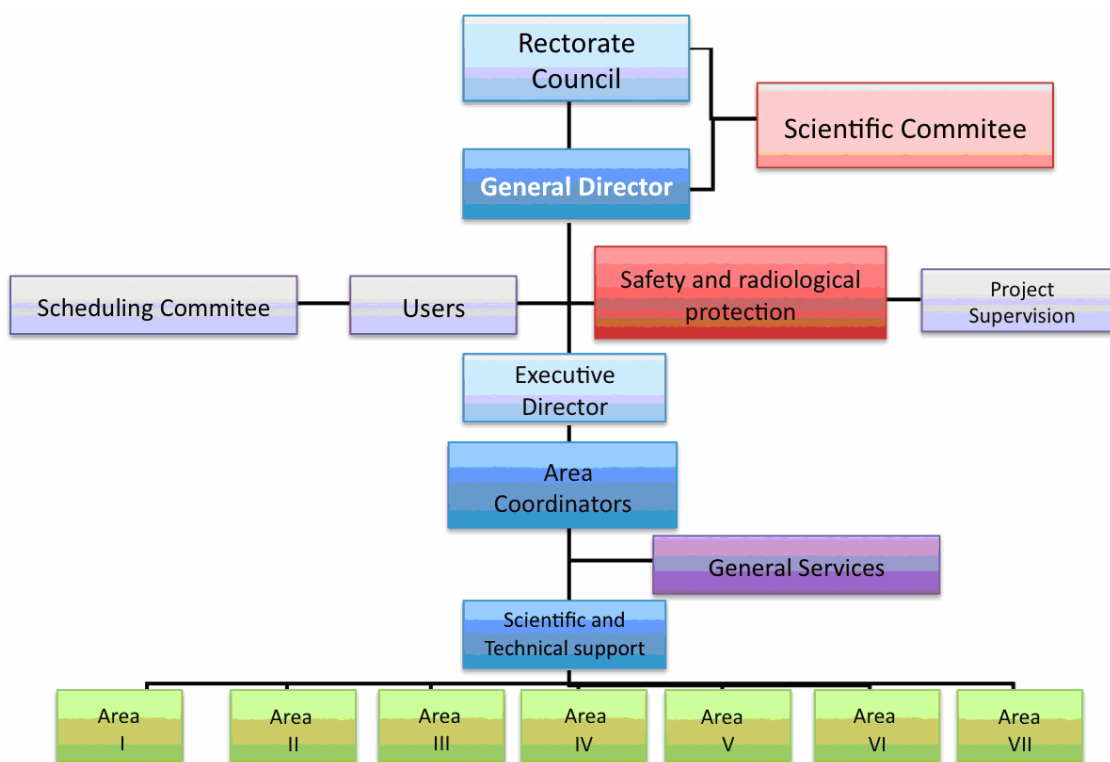 Rectorate
Council
Scientific Commitee
General Director
Scheduling Commitee
Users
Safety and radiological
protection
Project
Supervision
Executive
Director
Area
Coordinators
General Services
Scientific and
Technical support
Area
I
Area
II
Area
III
Area
IV
Area
V
Area
VI
Area
VII